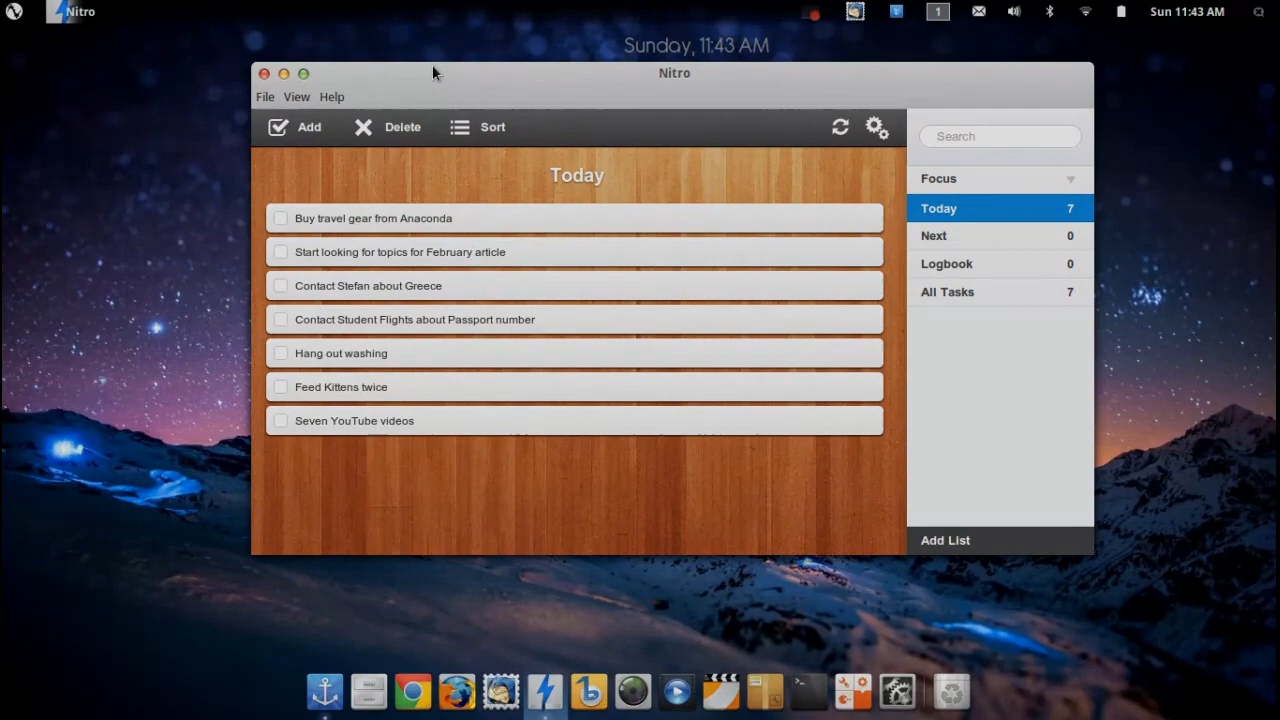 Nitro
1
Sun 11:43 AM
Sunday, 11:43 AM
Nitro
File View Help
Add Delete Sort
Search
Today
Buy travel gear from Anaconda
Start looking for topics for February article
Contact Stefan about Greece
Contact Student Flights about Passport number
Hang out washing
Feed Kittens twice
Seven YouTube videos
Focus
Today 7
Next 0
Logbook 0
All Tasks 7
Add List